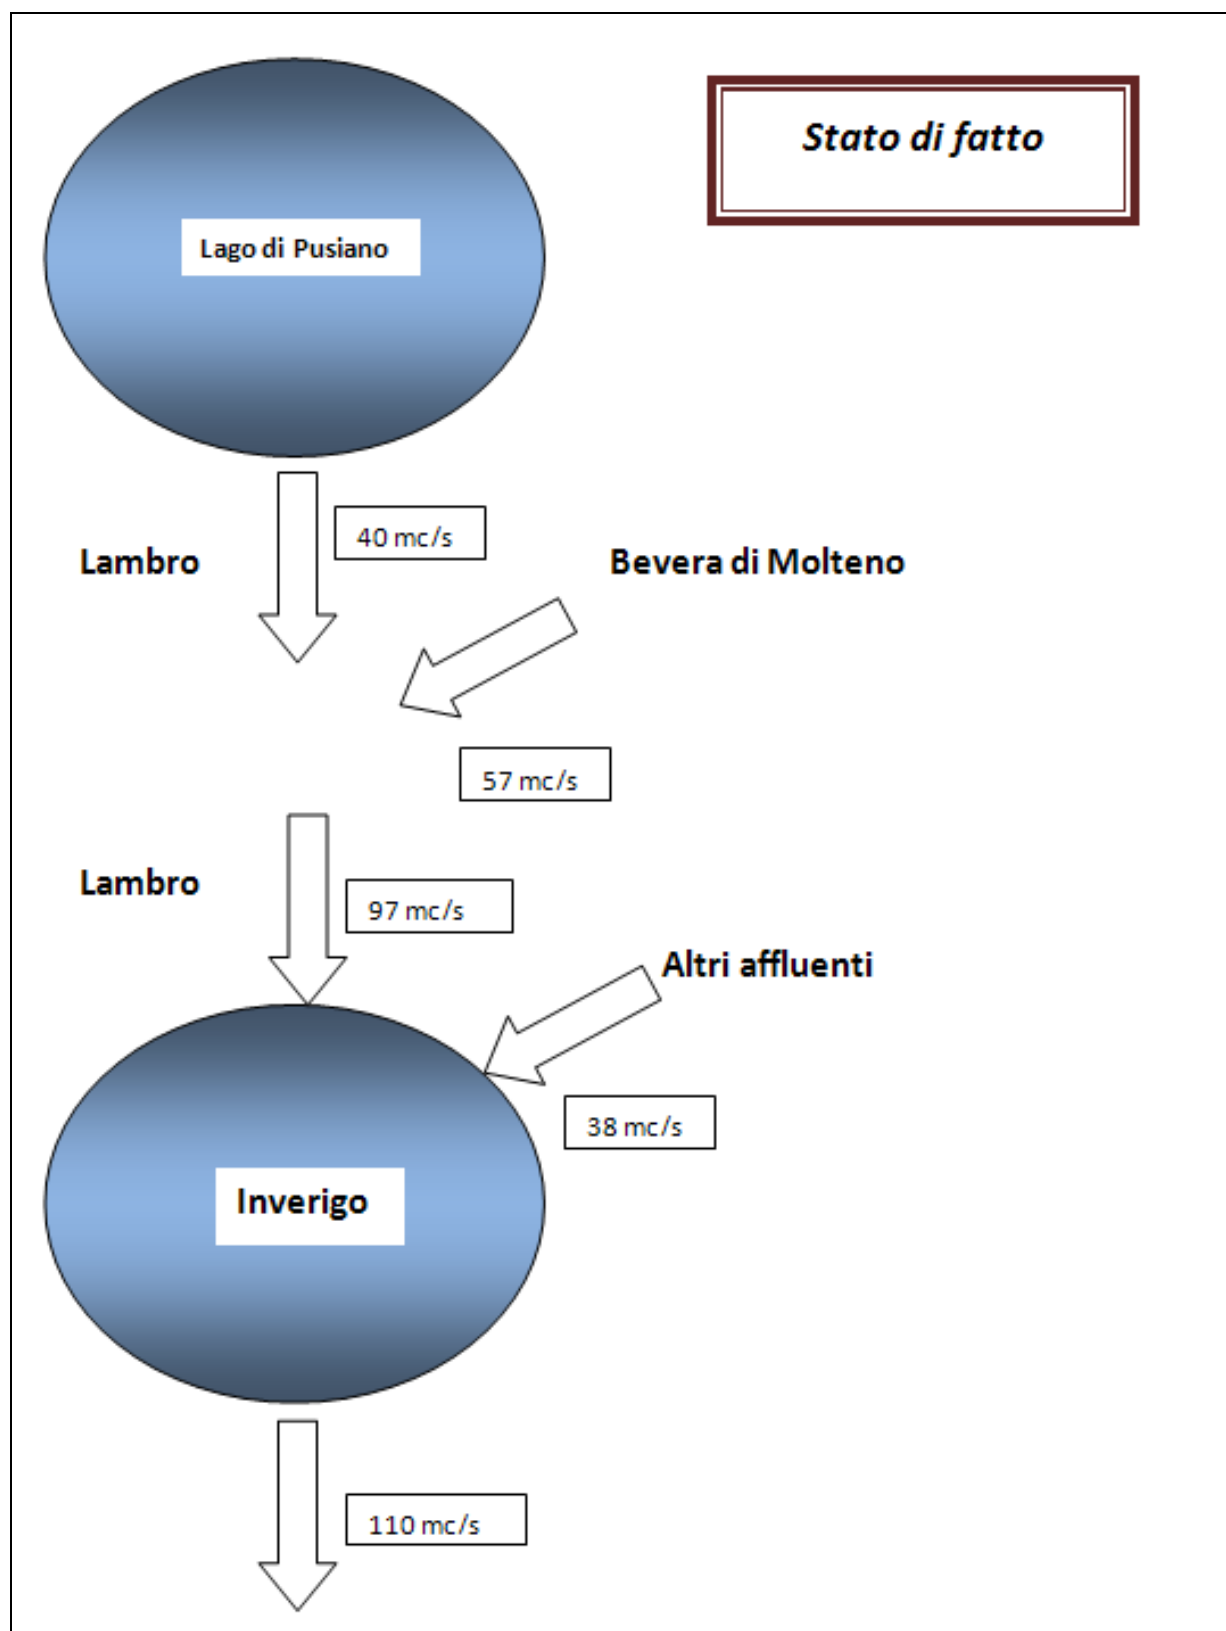 Stato di fatto
Lago di Pusiano
40 mc/s
Lambro
Bevera di Molteno
57 mc/s
Lambro
97 mc/s
Altri affluenti
38 mc/s
Inverigo
110 mc/s